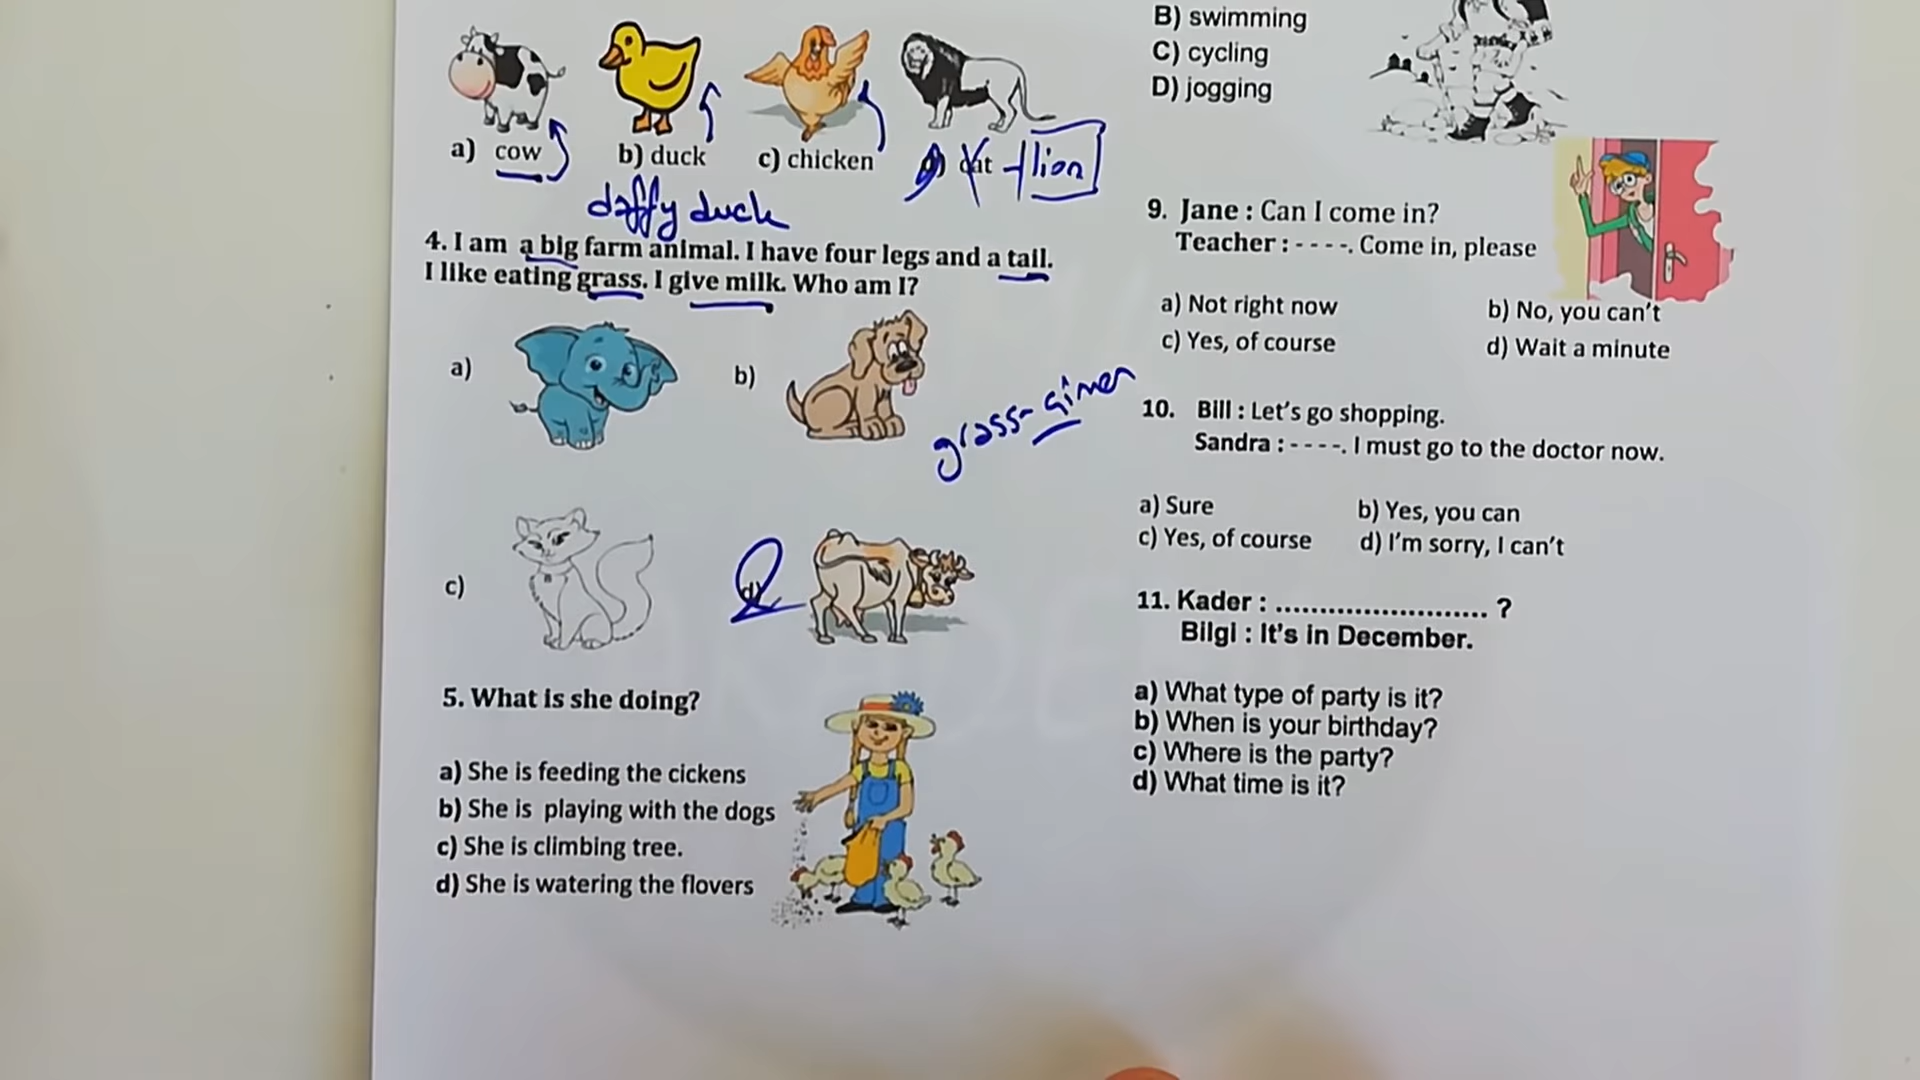 a) cow b) duck c) chicken d) cat lion
daffy duck
4. I am a big farm animal. I have four legs and a tail.
I like eating grass. I give milk. Who am I?
a)
b)
grass-çimen
c)
d)
5. What is she doing?
a) She is feeding the cickens
b) She is playing with the dogs
c) She is climbing tree.
d) She is watering the flovers
B) swimming
C) cycling
D) jogging
9. Jane : Can I come in?
Teacher : - - - -. Come in, please
a) Not right now b) No, you can't
c) Yes, of course d) Wait a minute
10. Bill : Let's go shopping.
Sandra : - - - -. I must go to the doctor now.
a) Sure b) Yes, you can
c) Yes, of course d) I'm sorry, I can't
11. Kader : ........................ ?
Bilgi : It's in December.
a) What type of party is it?
b) When is your birthday?
c) Where is the party?
d) What time is it?